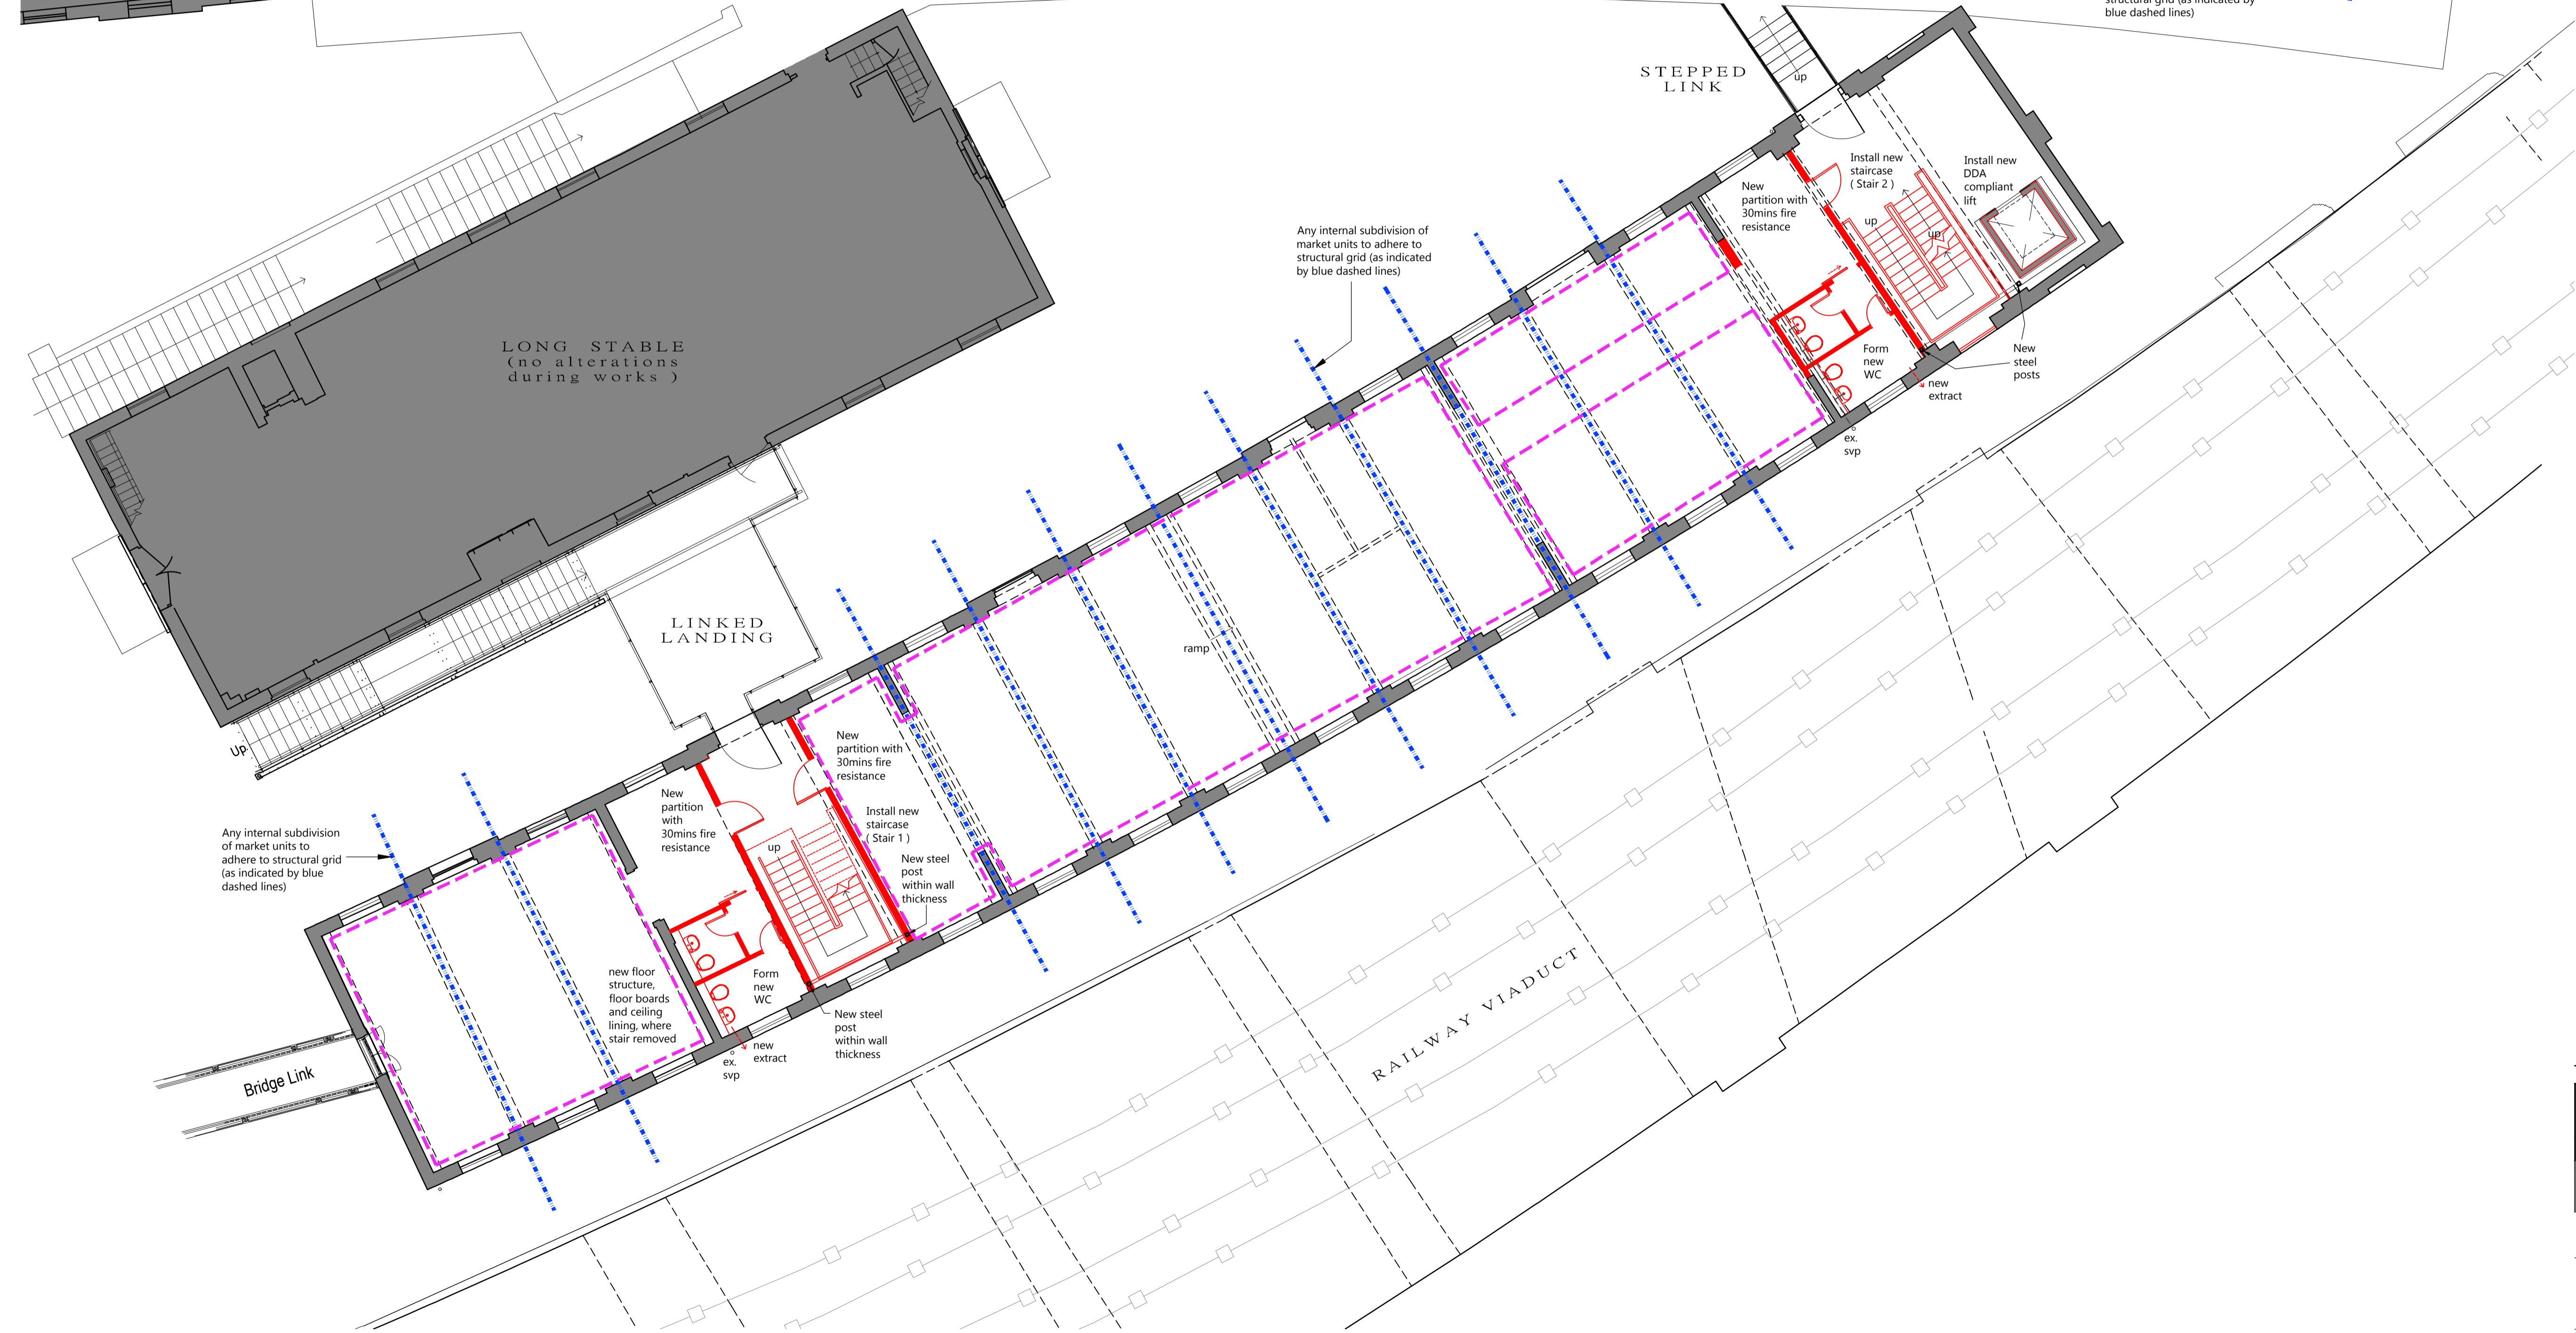 structural grid (as indicated by
blue dashed lines)
STEPPED
LINK
up
Install new
staircase
( Stair 2 )
Install new
DDA
compliant
lift
New
partition with
30mins fire
resistance
up
up
Any internal subdivision of
market units to adhere to
structural grid (as indicated
by blue dashed lines)
LONG STABLE
(no alterations
during works )
Form
new
WC
New
steel
posts
new
extract
ex.
svp
LINKED
LANDING
ramp
Up
New
partition with
30mins fire
resistance
New
partition
with
30mins fire
resistance
Install new
staircase
( Stair 1 )
up
Any internal subdivision
of market units to
adhere to structural grid
(as indicated by blue
dashed lines)
New steel
post
within wall
thickness
new floor
structure,
floor boards
and ceiling
lining, where
stair removed
Form
new
WC
New steel
post
within wall
thickness
new
extract
ex.
svp
Bridge Link
RAILWAY VIADUCT